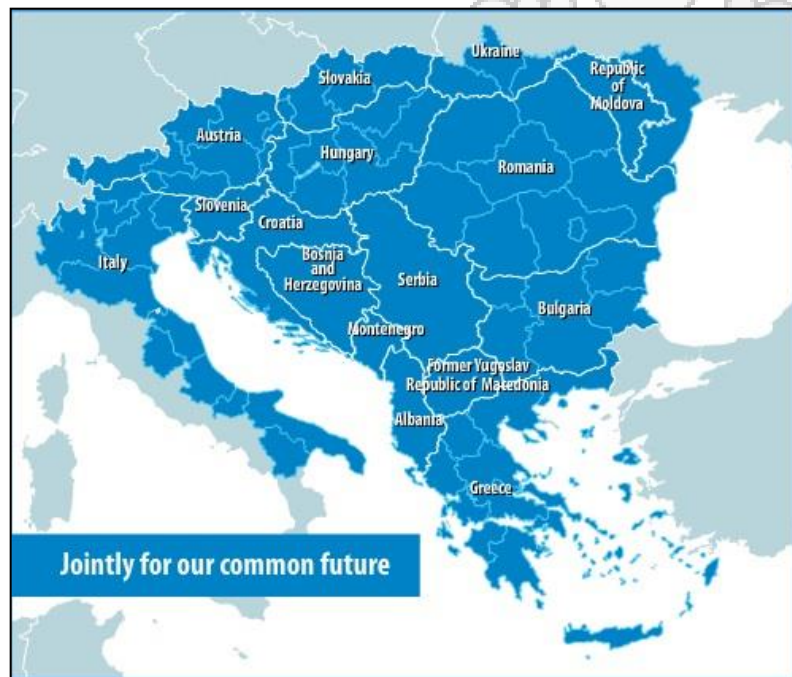 Ukraine
Slovakia
Republic
of
Moldova
Austria
Hungary
Romania
Slovenia
Croatia
Italy
Bosnia
and
Herzegovina
Serbia
Bulgaria
Montenegro
Former Yugoslav
Republic of Macedonia
Albania
Greece
Jointly for our common future